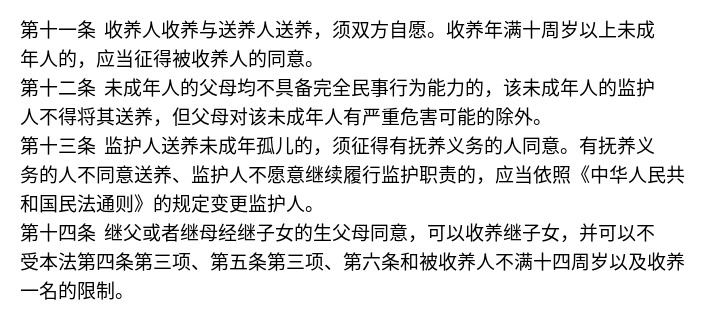 第十一条 收养人收养与送养人送养，须双方自愿。收养年满十周岁以上未成
年人的，应当征得被收养人的同意。
第十二条 未成年人的父母均不具备完全民事行为能力的，该未成年人的监护
人不得将其送养，但父母对该未成年人有严重危害可能的除外。
第十三条 监护人送养未成年孤儿的，须征得有抚养义务的人同意。有抚养义
务的人不同意送养、监护人不愿意继续履行监护职责的，应当依照《中华人民共
和国民法通则》的规定变更监护人。
第十四条 继父或者继母经继子女的生父母同意，可以收养继子女，并可以不
受本法第四条第三项、第五条第三项、第六条和被收养人不满十四周岁以及收养
一名的限制。